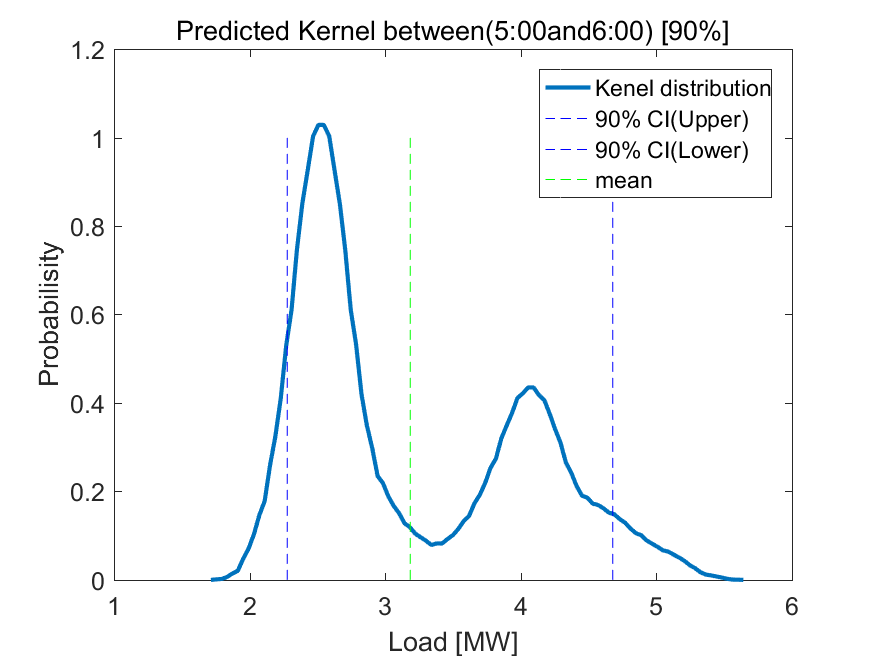 Predicted Kernel between(5:00and6:00) [90%]
1.2
1
0.8
0.6
0.4
0.2
0
Probabilisity
Kenel distribution
90% CI(Upper)
90% CI(Lower)
mean
1 2 3 4 5 6
Load [MW]